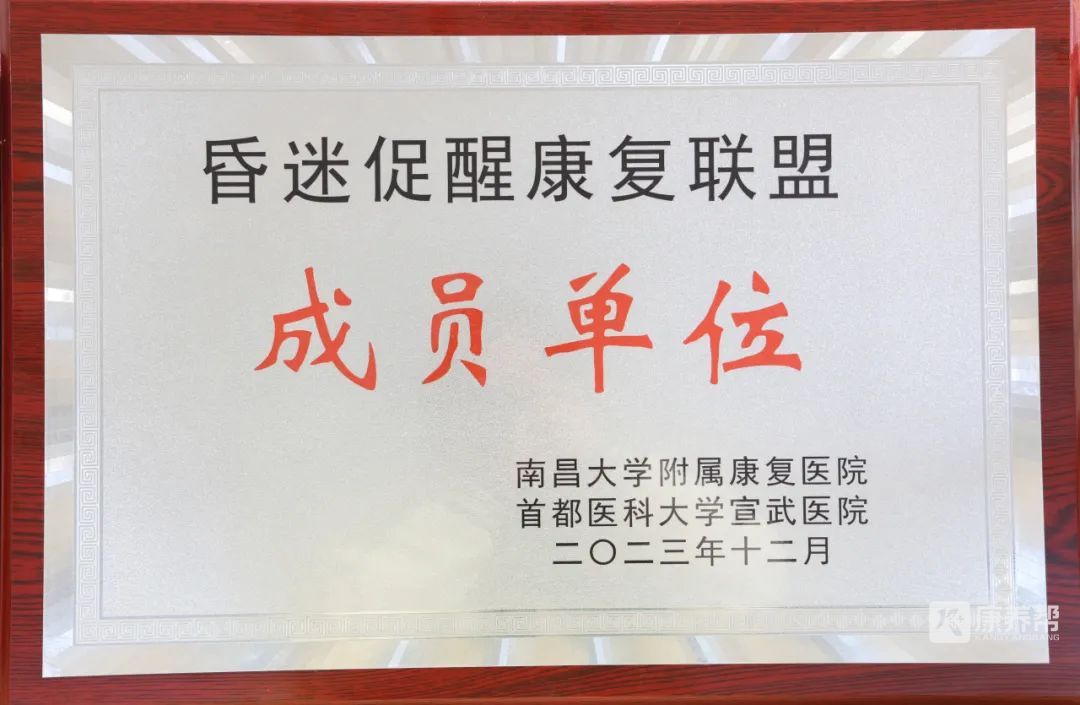 昏迷促醒康复联盟
成员单位
南昌大学附属康复医院
首都医科大学宣武医院
二〇二三年十二月
康养帮
KANGYANGBANG